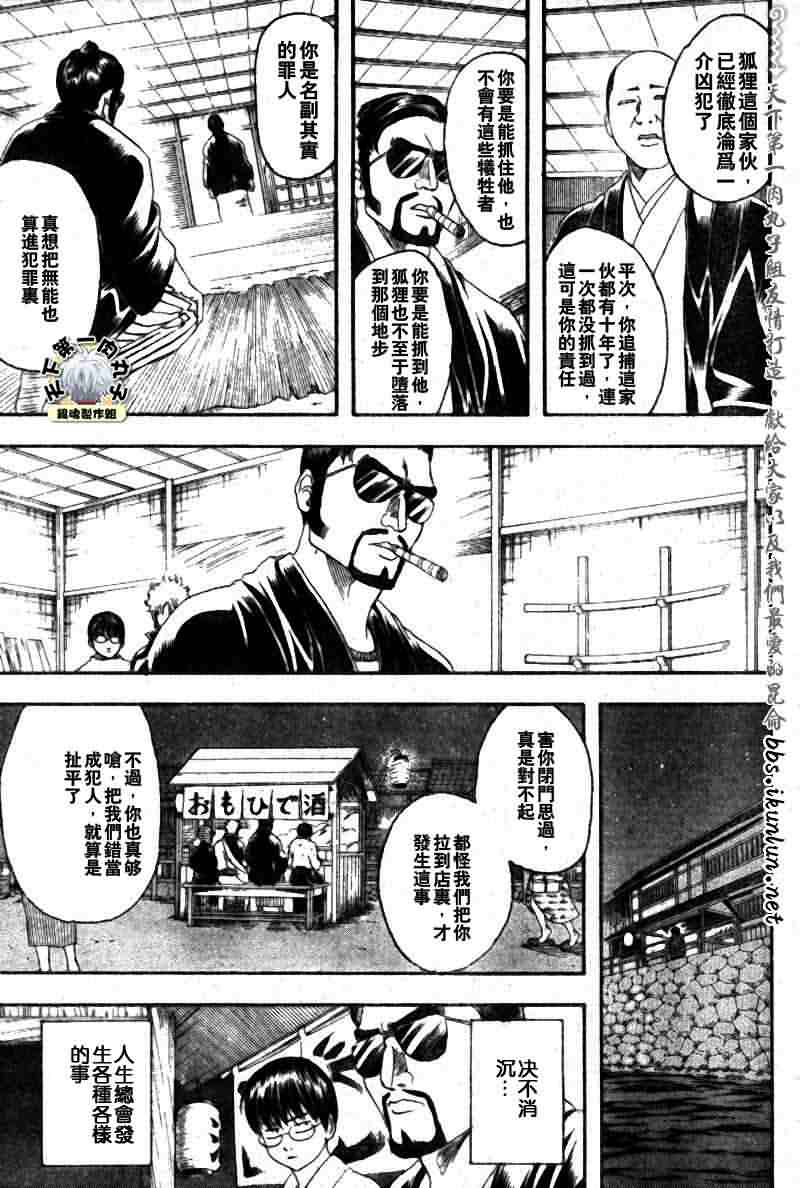 狐狸這個家伙，
已經徹底淪爲一
介凶犯了
平次，你追捕這家
伙都有十年了，連
一次都没抓到過，
這可是你的責任
你要是能抓住他，也
不會有這些犧牲者
你要是能抓到他，
狐狸也不至于墮落
到那個地步
你是名副其實
的罪人
真想把無能也
算進犯罪裏
天下第一肉丸子
銀魂製作組
害你閉門思過，
真是對不起
都怪我們把你
拉到店裏，才
發生這事
おもひで酒
不過，你也真够
嗆，把我們錯當
成犯人，就算是
扯平了
决不消
沉…
人生總會發
生各種各樣
的事
天下第一肉丸子組友情打造，獻給大家以及我們最愛的昆侖 bbs.ikunlun.net